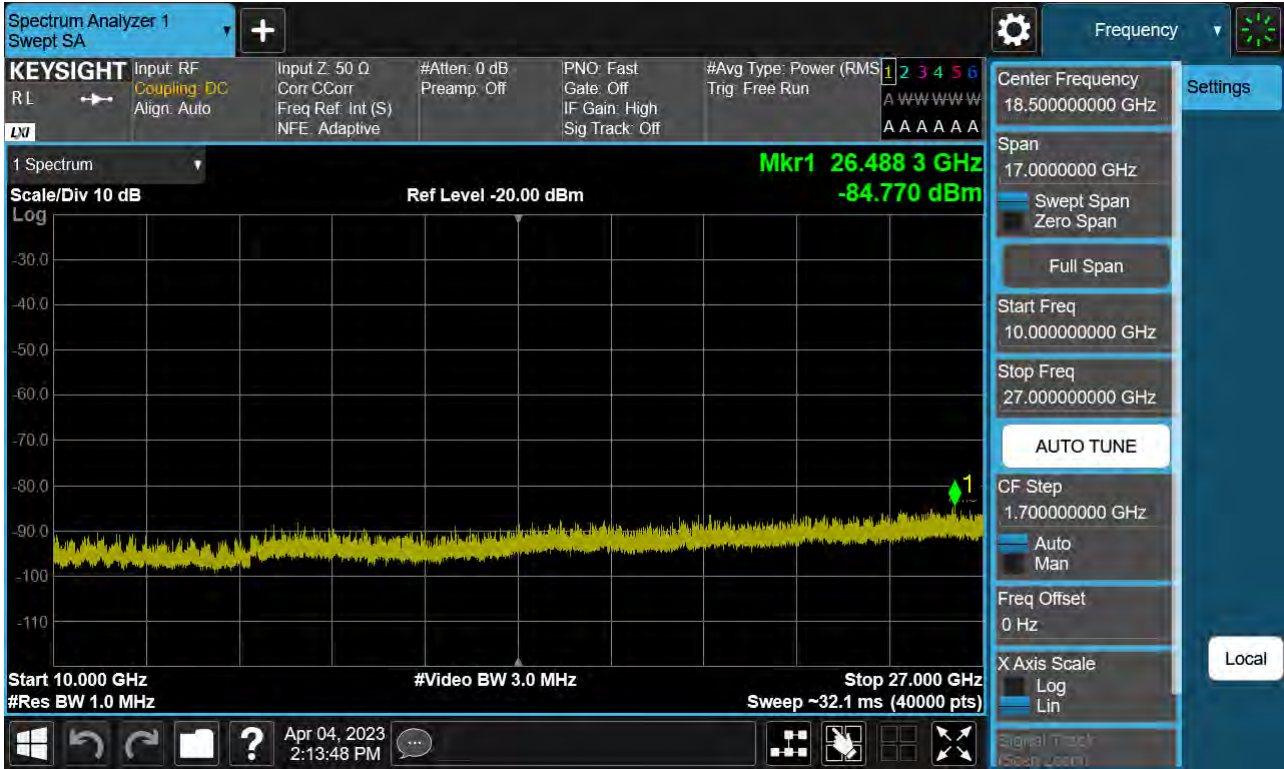 Spectrum Analyzer 1
Swept SA
+
Frequency
KEYSIGHT
RL
LXI
Input: RF
Coupling: DC
Align: Auto
Input Z: 50 Ω
Corr CCorr
Freq Ref: Int (S)
NFE: Adaptive
#Atten: 0 dB
Preamp: Off
PNO: Fast
Gate: Off
IF Gain: High
Sig Track: Off
#Avg Type: Power (RMS
Trig: Free Run
1 2 3 4 5 6
A W W W W W
A A A A A A
1 Spectrum
Mkr1 26.488 3 GHz
Scale/Div 10 dB
Ref Level -20.00 dBm
-84.770 dBm
Log
-30.0
-40.0
-50.0
-60.0
-70.0
-80.0
1
-90.0
-100
-110
Start 10.000 GHz
#Video BW 3.0 MHz
Stop 27.000 GHz
#Res BW 1.0 MHz
Sweep ~32.1 ms (40000 pts)
?
Apr 04, 2023
2:13:48 PM
Center Frequency
18.500000000 GHz
Span
17.0000000 GHz
Swept Span
Zero Span
Full Span
Start Freq
10.000000000 GHz
Stop Freq
27.000000000 GHz
AUTO TUNE
CF Step
1.700000000 GHz
Auto
Man
Freq Offset
0 Hz
X Axis Scale
Log
Lin
Signal Track
(Span Zoom)
Settings
Local